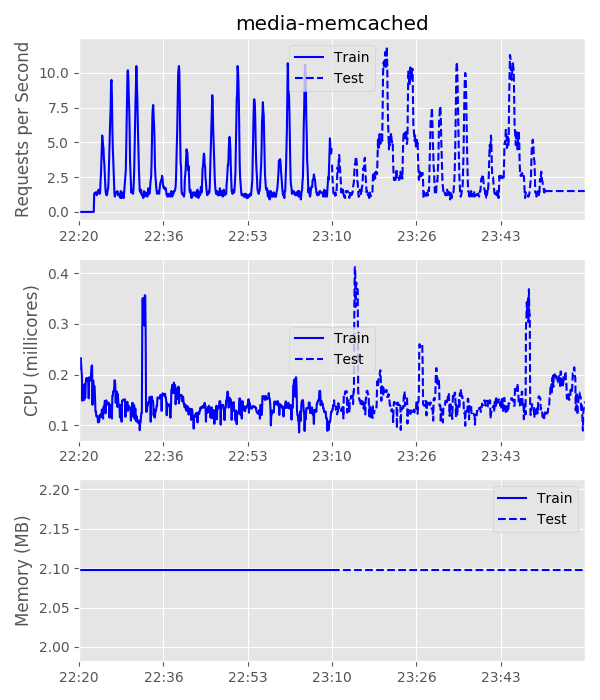 media-memcached
Requests per Second
10.0
7.5
5.0
2.5
0.0
Train
Test
22:20 22:36 22:53 23:10 23:26 23:43
CPU (millicores)
0.4
0.3
0.2
0.1
Train
Test
22:20 22:36 22:53 23:10 23:26 23:43
Memory (MB)
2.20
2.15
2.10
2.05
2.00
Train
Test
22:20 22:36 22:53 23:10 23:26 23:43